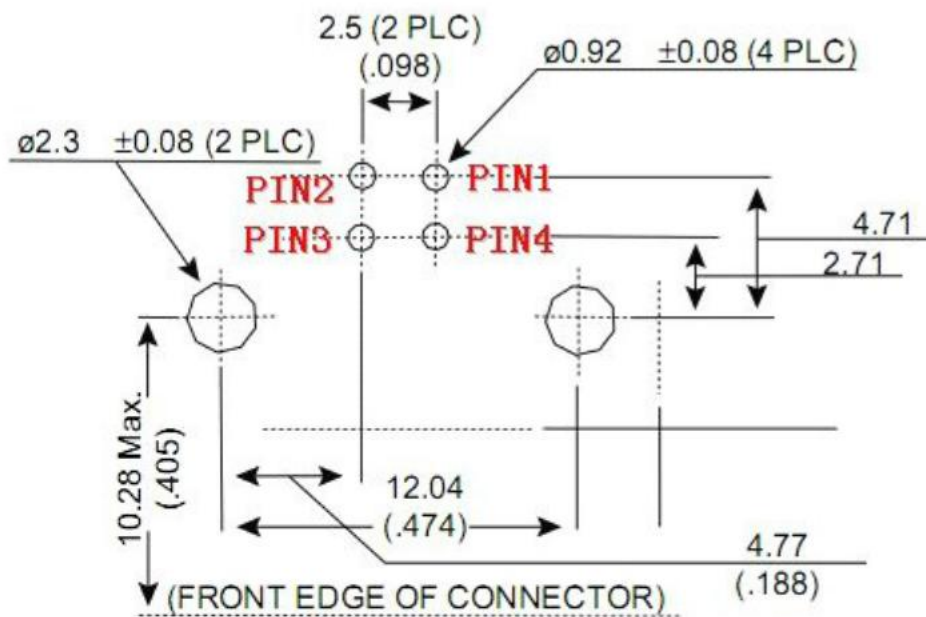 2.5 (2 PLC)
(.098)
ø0.92 ±0.08 (4 PLC)
ø2.3 ±0.08 (2 PLC)
PIN2
PIN1
PIN3
PIN4
4.71
2.71
10.28 Max.
(.405)
12.04
(.474)
4.77
(.188)
(FRONT EDGE OF CONNECTOR)